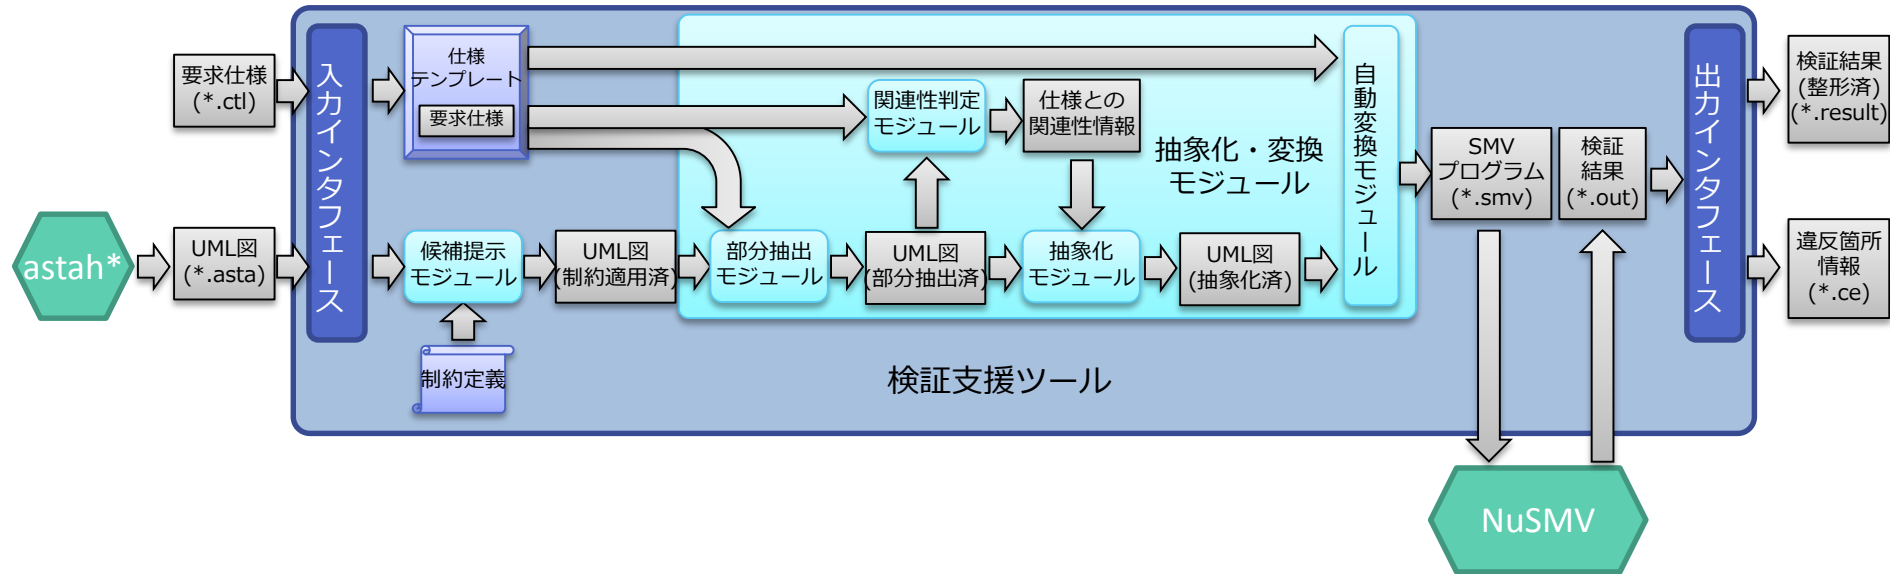 astah*
要求仕様
(*.ctl)
UML図
(*.asta)
入力インタフェース
仕様
テンプレート
要求仕様
候補提示
モジュール
制約定義
UML図
(制約適用済)
部分抽出
モジュール
関連性判定
モジュール
UML図
(部分抽出済)
仕様との
関連性情報
抽象化
モジュール
抽象化・変換
モジュール
UML図
(抽象化済)
自動変換モジュール
検証支援ツール
SMV
プログラム
(*.smv)
検証
結果
(*.out)
NuSMV
出力インタフェース
検証結果
(整形済)
(*.result)
違反箇所
情報
(*.ce)